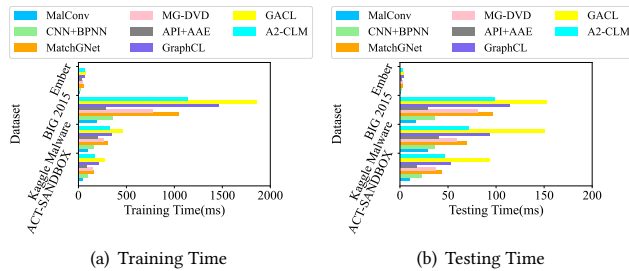 MalConv MG-DVD GACL
CNN+BPNN API+AAE A2-CLM
MatchGNet GraphCL
Dataset
Ember
BIG 2015
Kaggle Malware
ACT-SANDBOX
0 500 1000 1500 2000
Training Time(ms)
(a) Training Time
MalConv MG-DVD GACL
CNN+BPNN API+AAE A2-CLM
MatchGNet GraphCL
Dataset
Ember
BIG 2015
Kaggle Malware
ACT-SANDBOX
0 50 100 150 200
Testing Time(ms)
(b) Testing Time